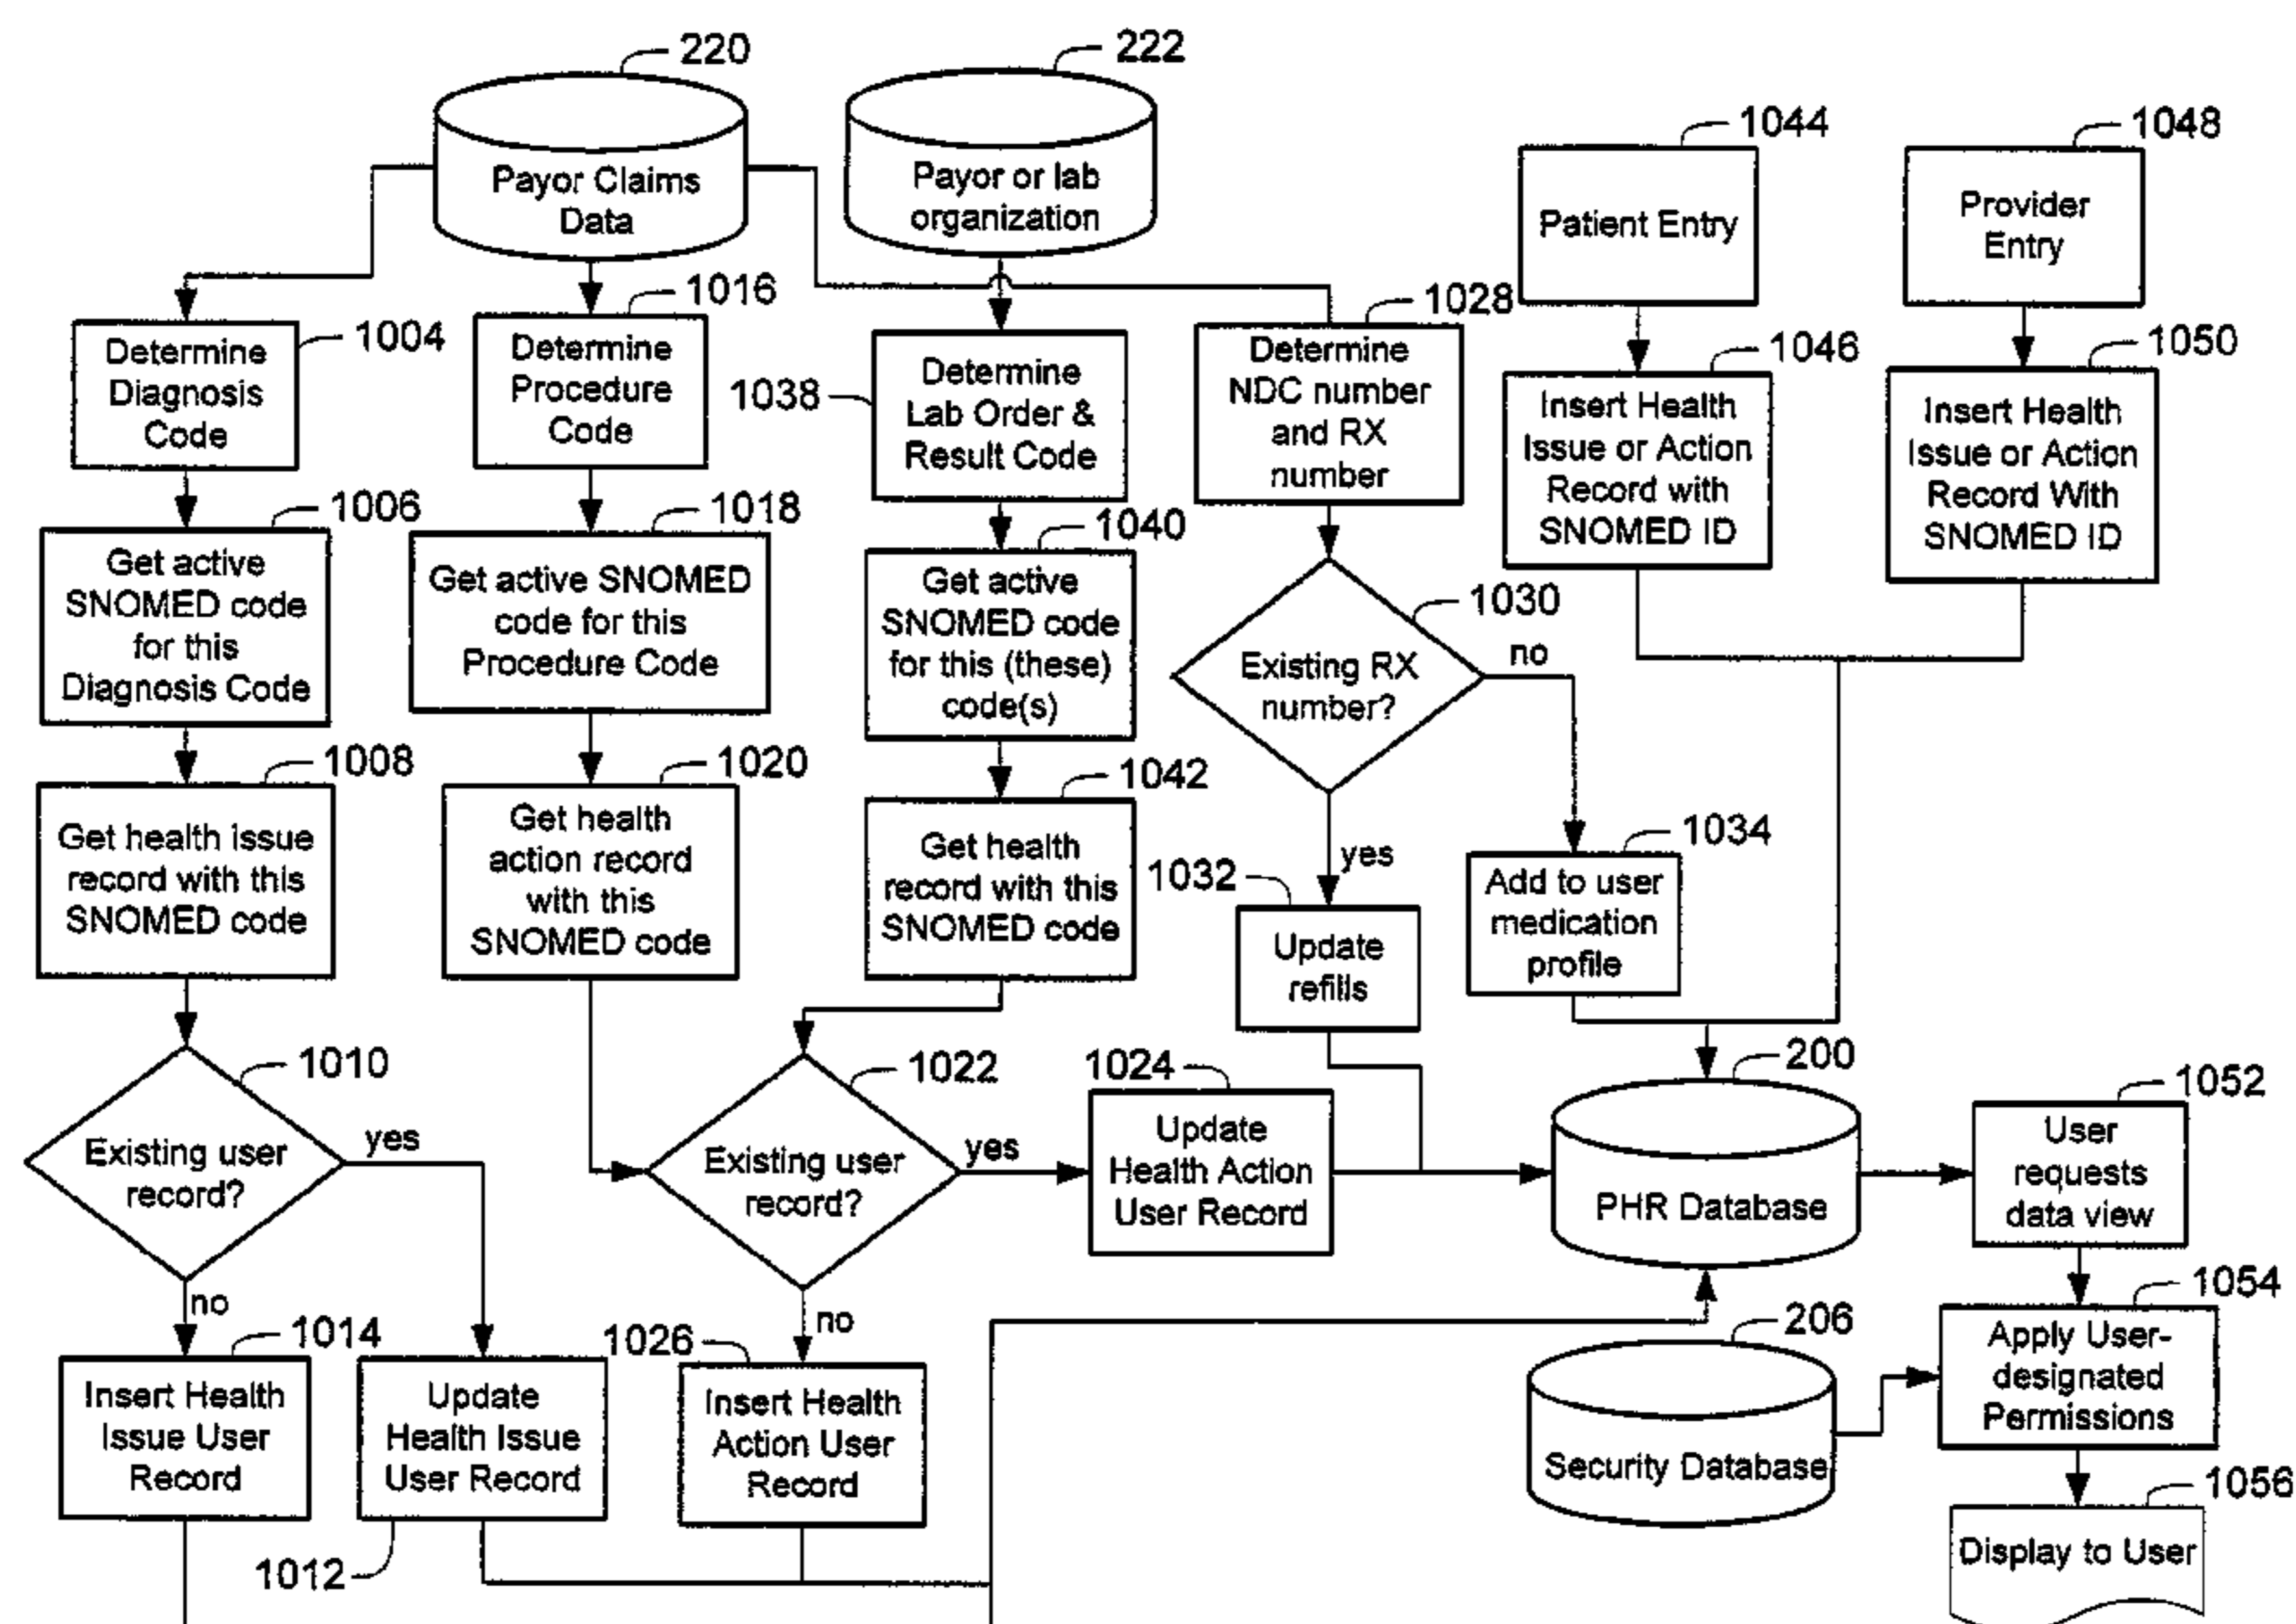 220
222
1044
1048
Payor Claims
Data
Payor or lab
organization
Patient Entry
Provider
Entry
1004
Determine
Diagnosis
Code
1016
Determine
Procedure
Code
1038
Determine
Lab Order &
Result Code
1028
Determine
NDC number
and RX
number
1046
Insert Health
Issue or Action
Record with
SNOMED ID
1050
Insert Health
Issue or Action
Record With
SNOMED ID
1006
Get active
SNOMED code
for this
Diagnosis Code
1018
Get active SNOMED
code for this
Procedure Code
1040
Get active
SNOMED code
for this (these)
code(s)
1030
Existing RX
number?
no
yes
1008
Get health issue
record with this
SNOMED code
1020
Get health
action record
with this
SNOMED code
1042
Get health
record with this
SNOMED code
1032
Update
refills
1034
Add to user
medication
profile
1010
Existing user
record?
yes
no
1022
Existing user
record?
yes
no
1024
Update
Health Action
User Record
200
PHR Database
1052
User
requests
data view
1014
Insert Health
Issue User
Record
1012
Update
Health Issue
User Record
1026
Insert Health
Action User
Record
206
Security Database
1054
Apply User-
designated
Permissions
1056
Display to User